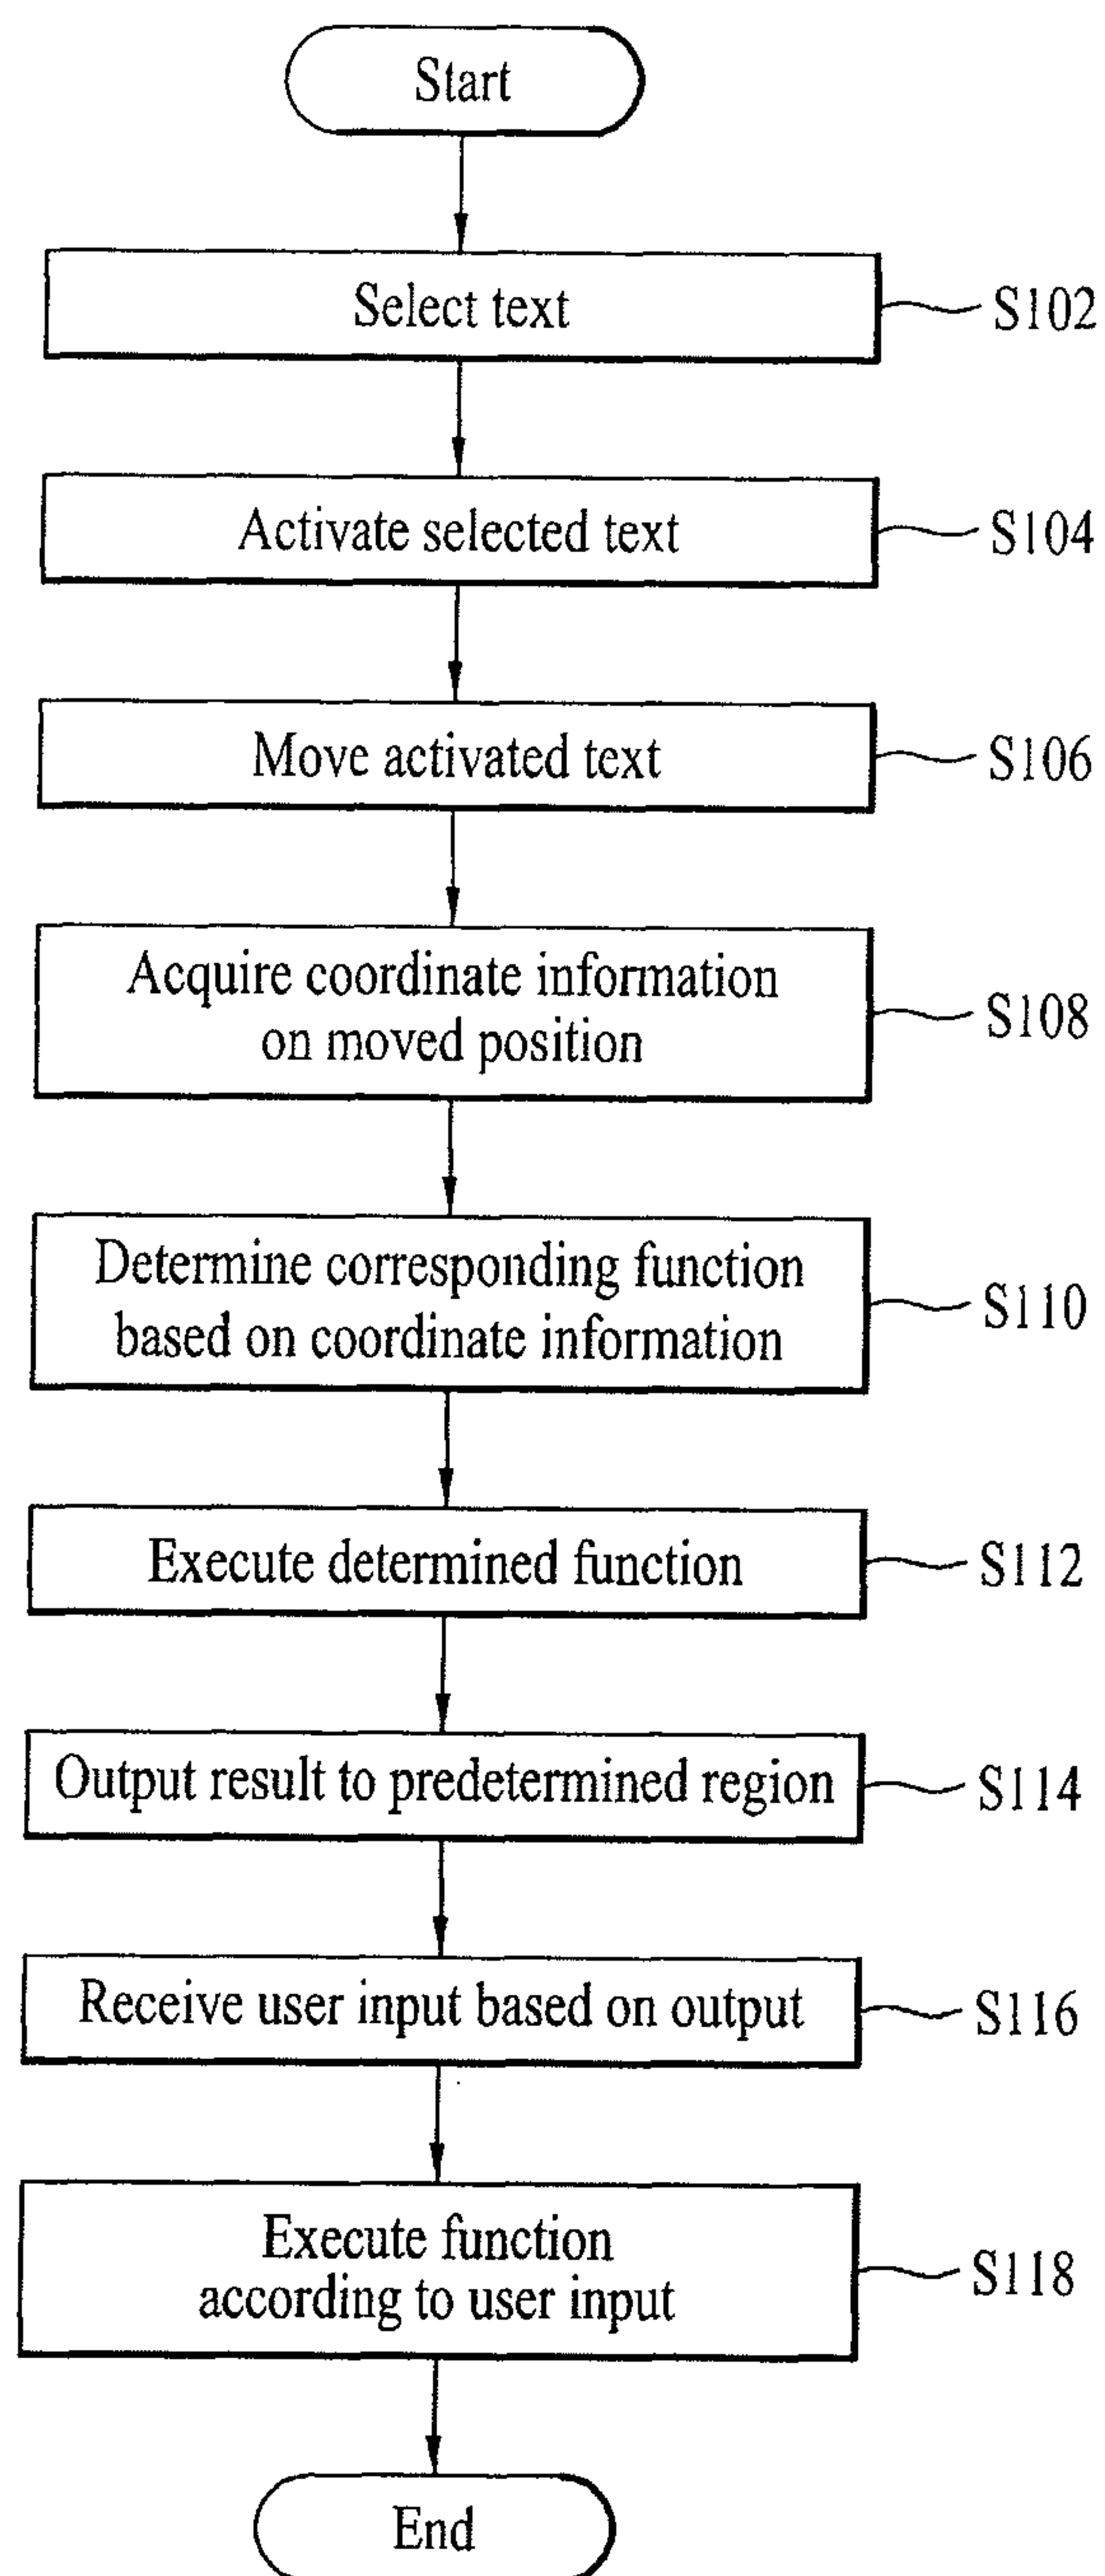 Start
Select text
S102
Activate selected text
S104
Move activated text
S106
Acquire coordinate information
on moved position
S108
Determine corresponding function
based on coordinate information
S110
Execute determined function
S112
Output result to predetermined region
S114
Receive user input based on output
S116
Execute function
according to user input
S118
End